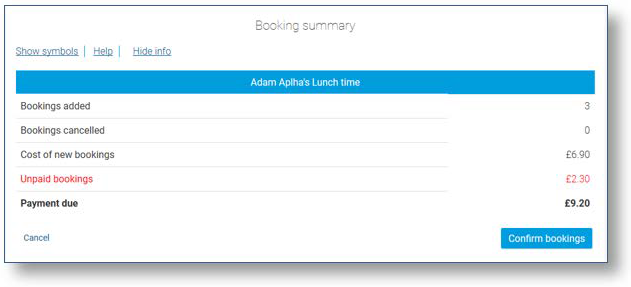 Booking summary
Show symbols Help Hide info
Adam Aplha's Lunch time
Bookings added 3
Bookings cancelled 0
Cost of new bookings £6.90
Unpaid bookings £2.30
Payment due £9.20
Cancel Confirm bookings